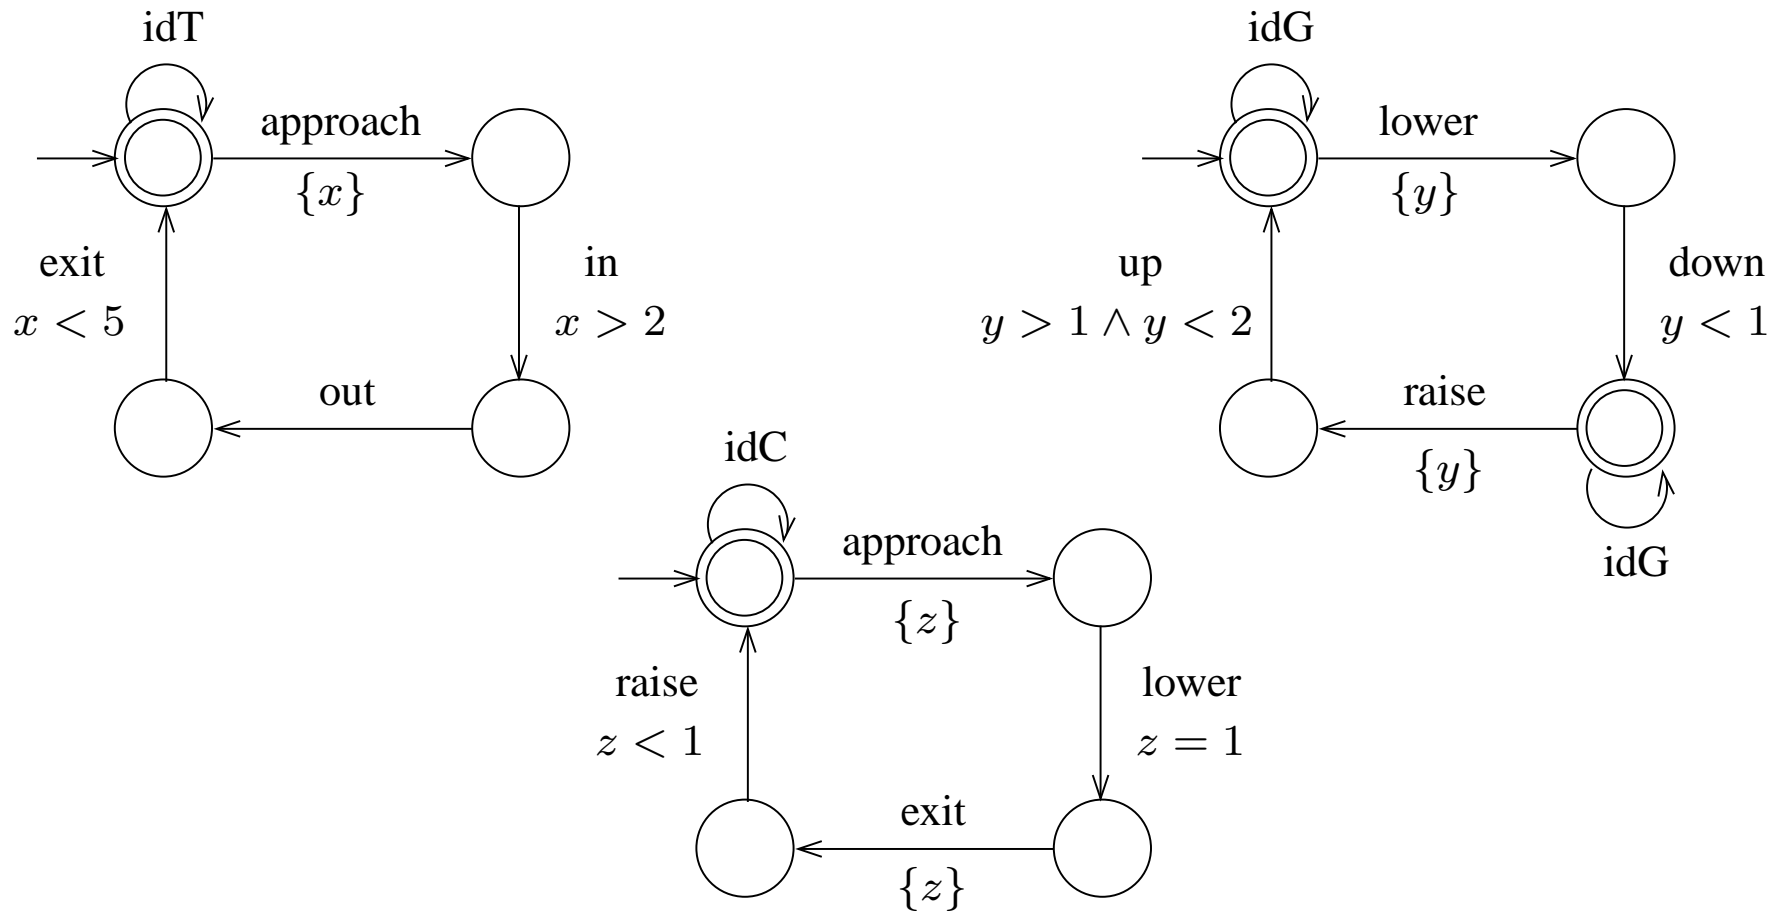 idT
approach
{x}
exit
x < 5
in
x > 2
out
idG
lower
{y}
up
y > 1 ∧ y < 2
down
y < 1
raise
{y}
idG
idC
approach
{z}
raise
z < 1
lower
z = 1
exit
{z}